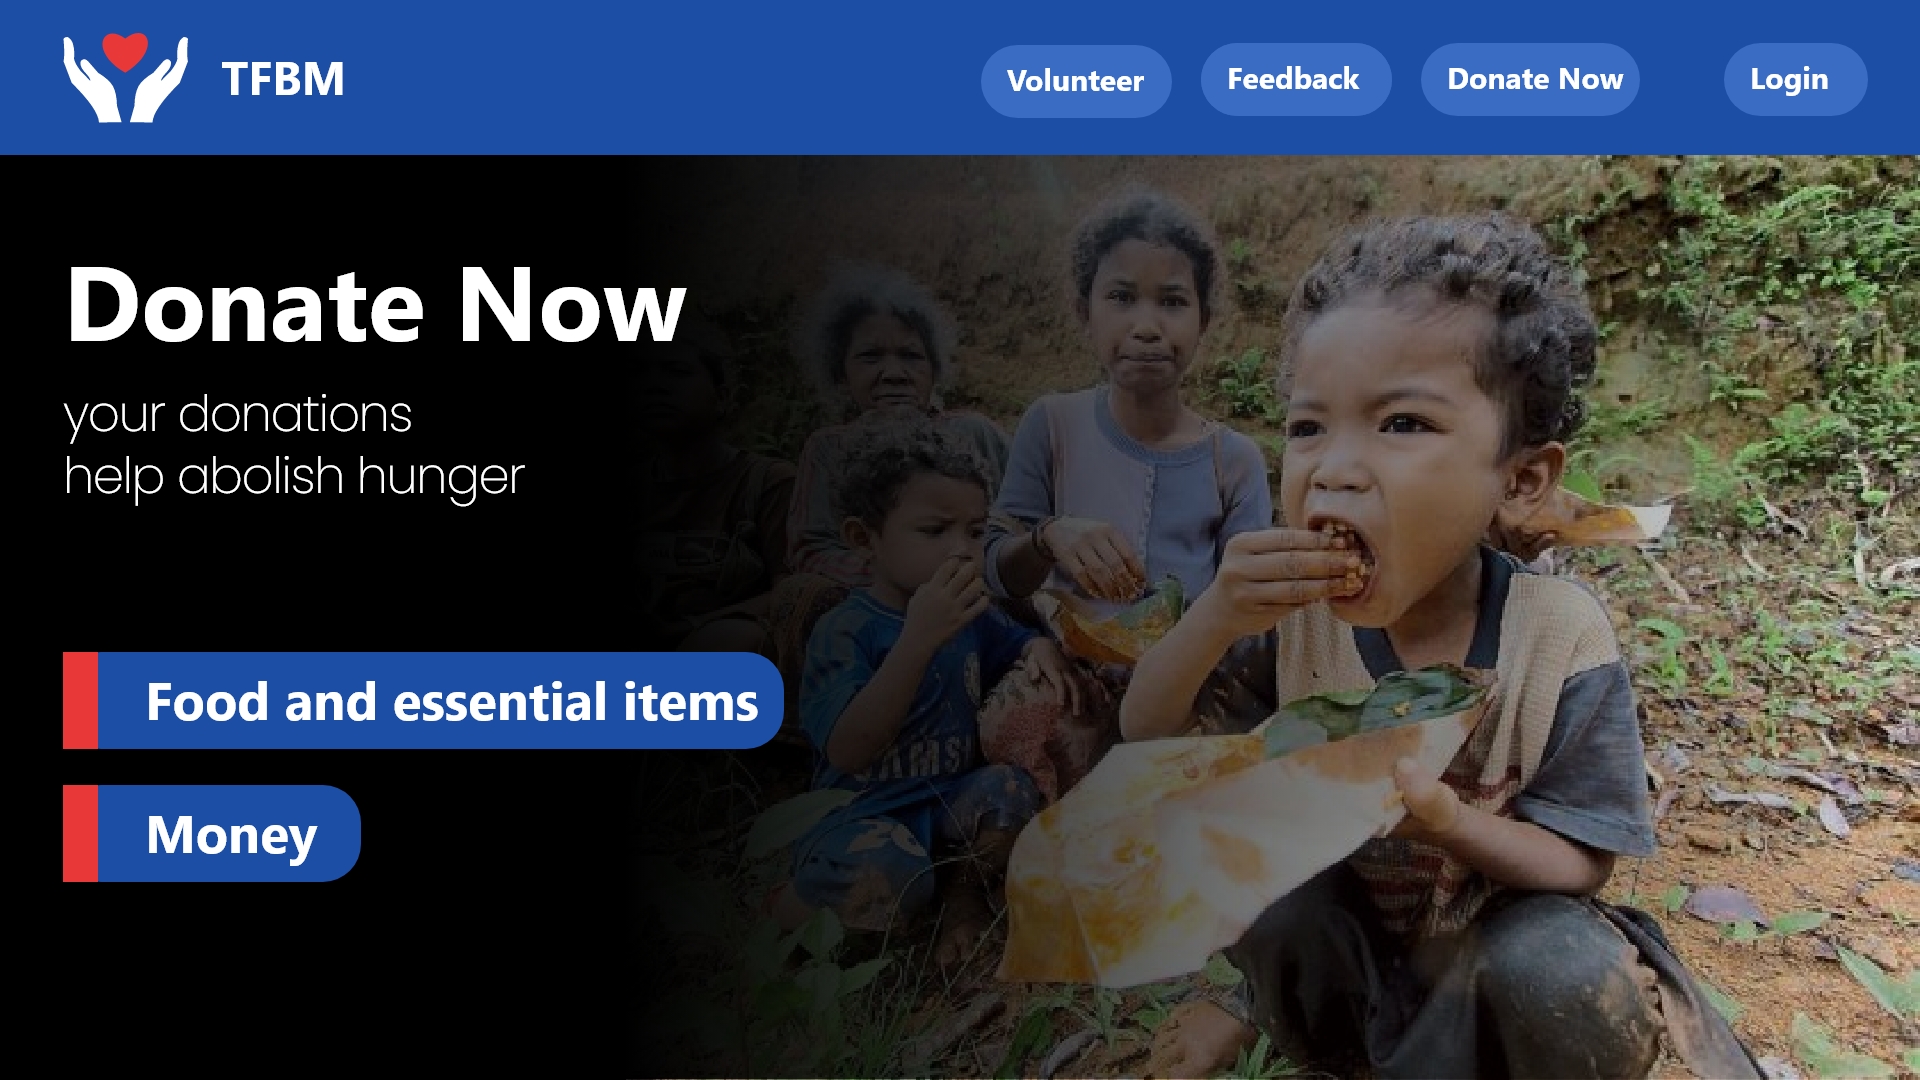 TFBM
Volunteer
Feedback
Donate Now
Login
Donate Now
your donations
help abolish hunger
Food and essential items
Money